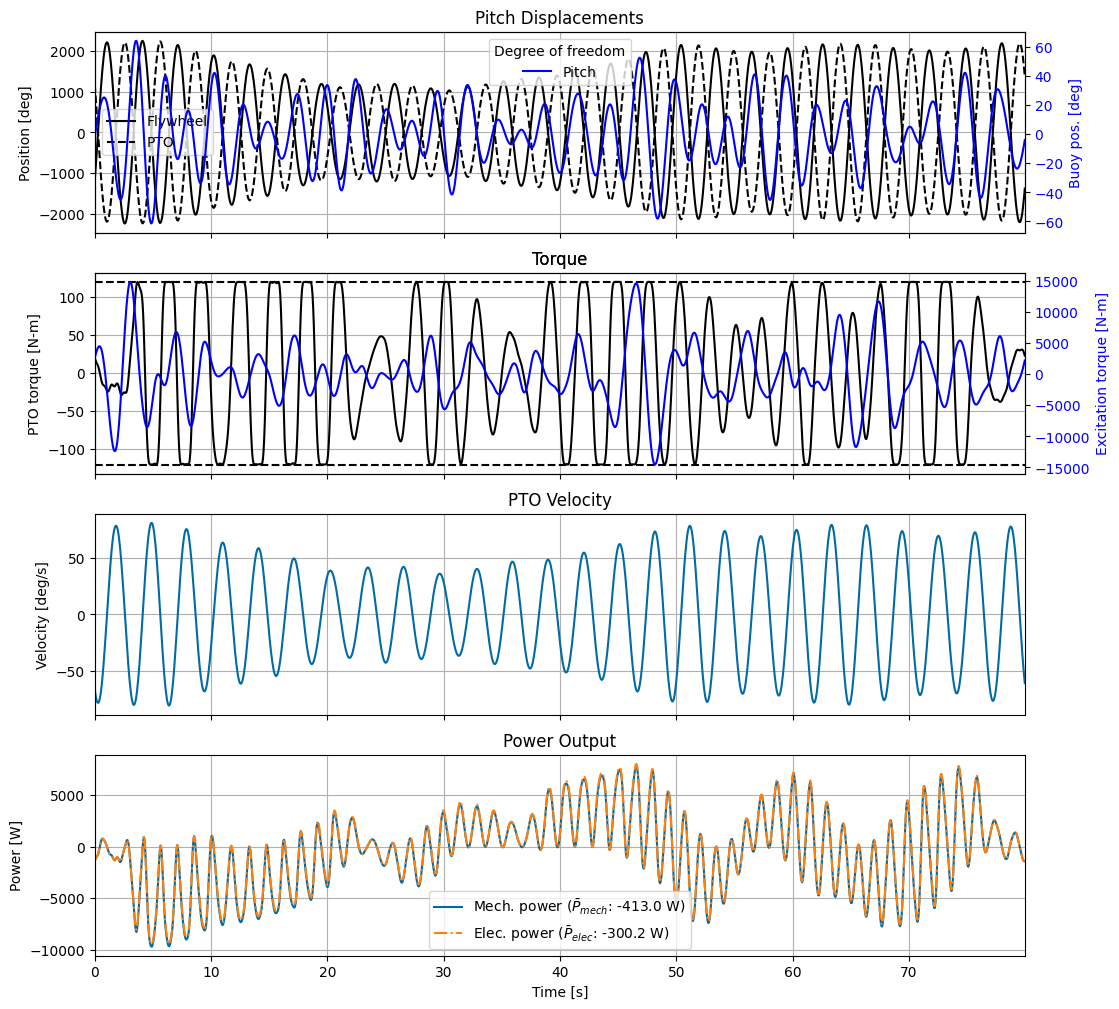 Pitch Displacements
Position [deg]
2000
1000
0
−1000
−2000
Flywheel
PTO
Degree of freedom
Pitch
60
40
20
0
−20
−40
−60
Buoy pos. [deg]
Torque
PTO torque [N-m]
100
50
0
−50
−100
15000
10000
5000
0
−5000
−10000
−15000
Excitation torque [N-m]
PTO Velocity
Velocity [deg/s]
50
0
−50
Power Output
Power [W]
5000
0
−5000
−10000
Mech. power (P̄mech: -413.0 W)
Elec. power (P̄elec: -300.2 W)
0 10 20 30 40 50 60 70
Time [s]